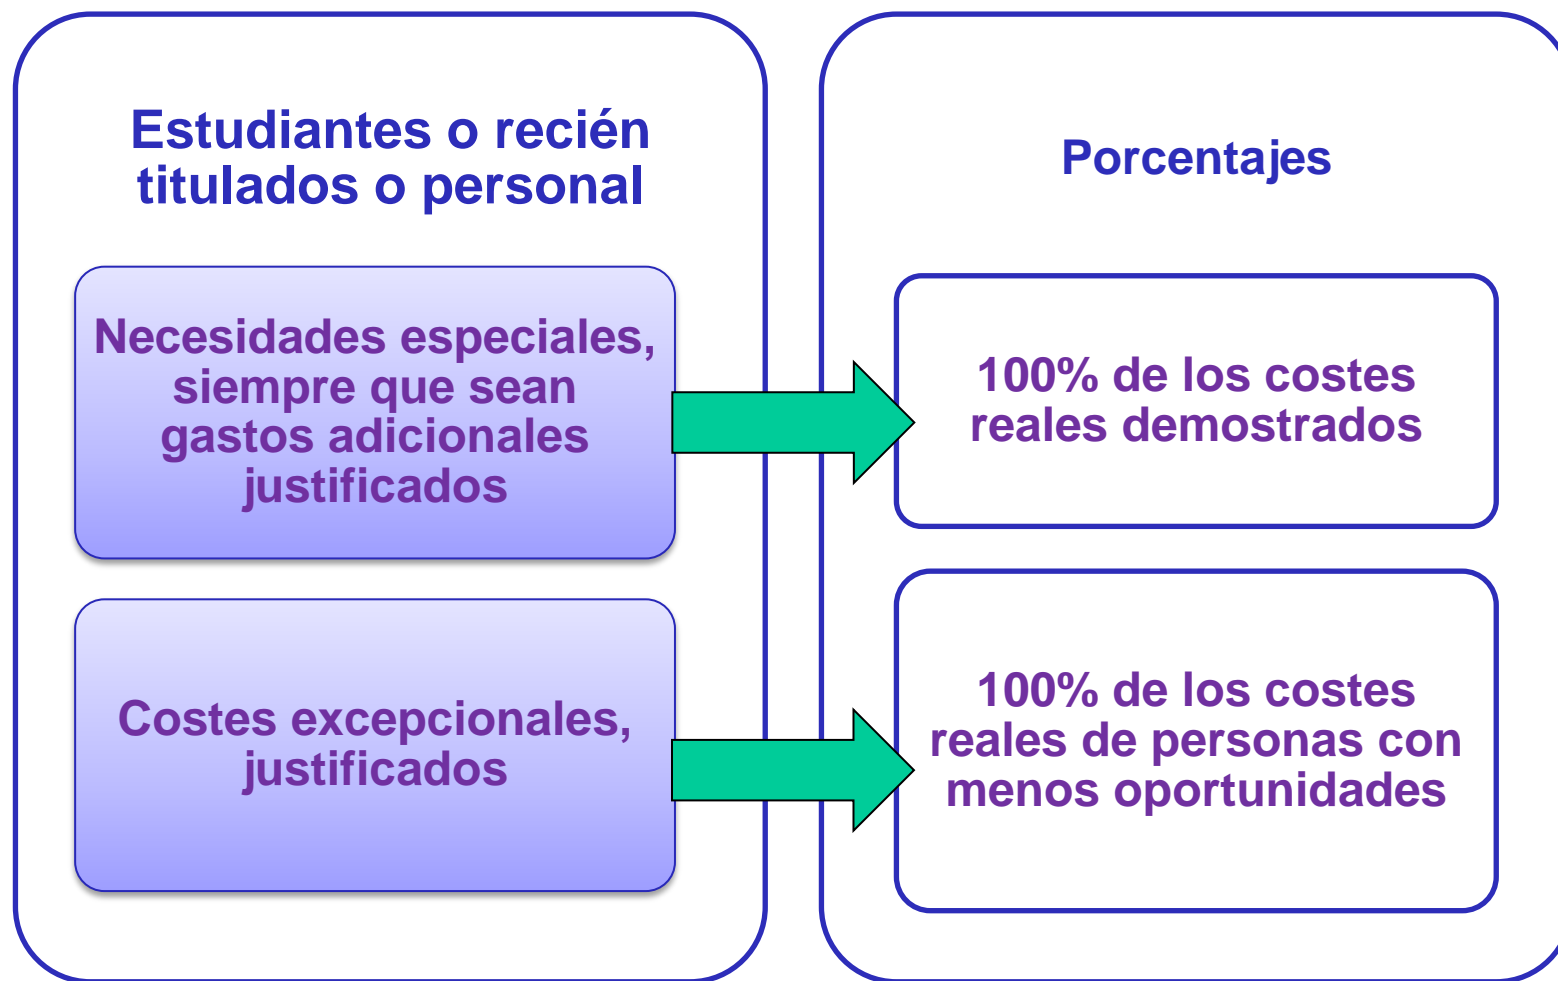 Estudiantes o recién
titulados o personal
Necesidades especiales,
siempre que sean
gastos adicionales
justificados
Costes excepcionales,
justificados
Porcentajes
100% de los costes
reales demostrados
100% de los costes
reales de personas con
menos oportunidades